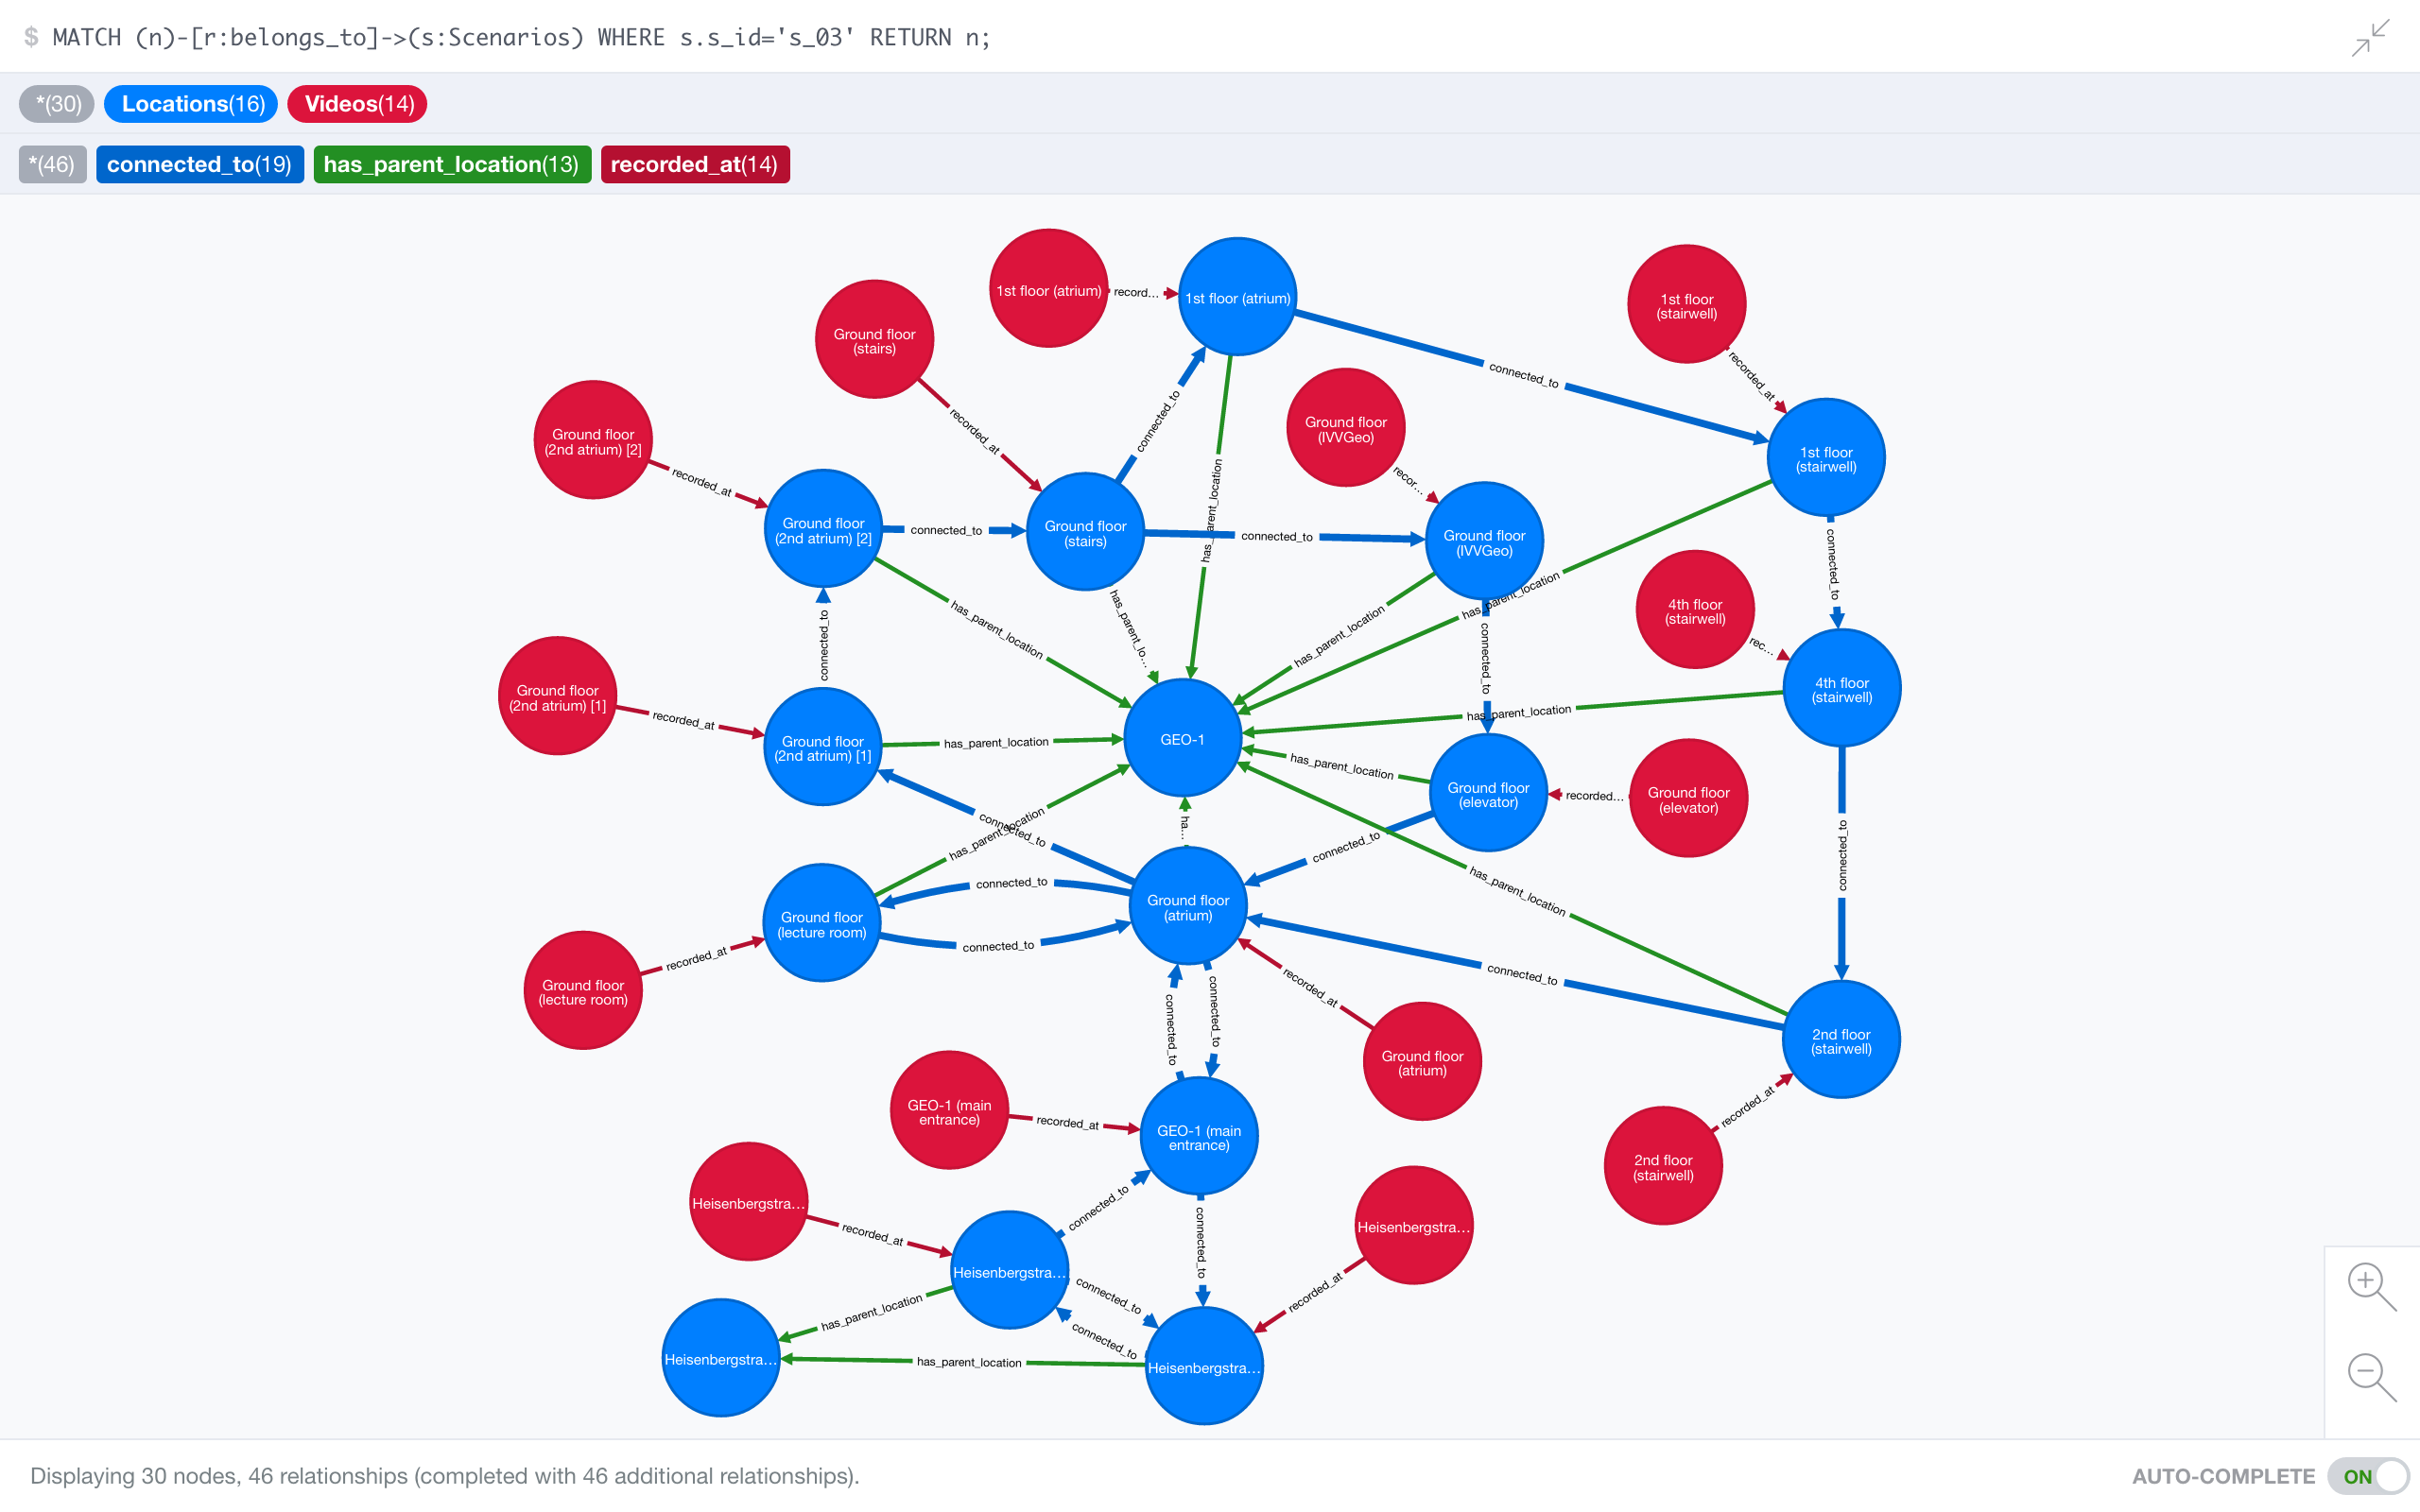 $ MATCH (n)-[r:belongs_to]->(s:Scenarios) WHERE s.s_id='s_03' RETURN n;
*(30) Locations(16) Videos(14)
*(46) connected_to(19) has_parent_location(13) recorded_at(14)
1st floor (atrium)
record…
1st floor (atrium)
1st floor
(stairwell)
Ground floor
(stairs)
recorded_at
connected_to
connected_to
recorded_at
Ground floor
(IVVGeo)
Ground floor
(2nd atrium) [2]
recorded_at
1st floor
(stairwell)
has_parent_location
recor…
Ground floor
(2nd atrium) [2]
connected_to
Ground floor
(stairs)
connected_to
Ground floor
(IVVGeo)
connected_to
has_parent_location
has_parent_location
has_parent_lo…
has_parent_location
connected_to
connected_to
4th floor
(stairwell)
rec…
Ground floor
(2nd atrium) [1]
recorded_at
4th floor
(stairwell)
has_parent_location
Ground floor
(2nd atrium) [1]
has_parent_location
GEO-1
has_parent_location
Ground floor
(elevator)
recorded…
Ground floor
(elevator)
connected_to
has_parent_location
ha…
connected_to
connected_to
has_parent_location
connected_to
Ground floor
(lecture room)
Ground floor
(atrium)
connected_to
recorded_at
connected_to
recorded_at
Ground floor
(lecture room)
connected_to
connected_to
2nd floor
(stairwell)
Ground floor
(atrium)
GEO-1 (main
entrance)
recorded_at
GEO-1 (main
entrance)
recorded_at
2nd floor
(stairwell)
Heisenbergstra…
recorded_at
connected_to
connected_to
Heisenbergstra…
Heisenbergstra…
connected_to
recorded_at
has_parent_location
connected_to
Heisenbergstra…
has_parent_location
Heisenbergstra…
Displaying 30 nodes, 46 relationships (completed with 46 additional relationships).
AUTO-COMPLETE ON